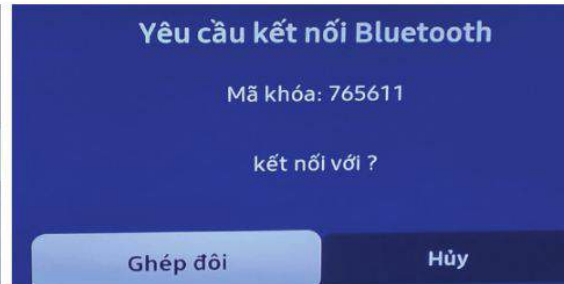 Yêu cầu kết nối Bluetooth
Mã khóa: 765611
kết nối với ?
Ghép đôi
Hủy